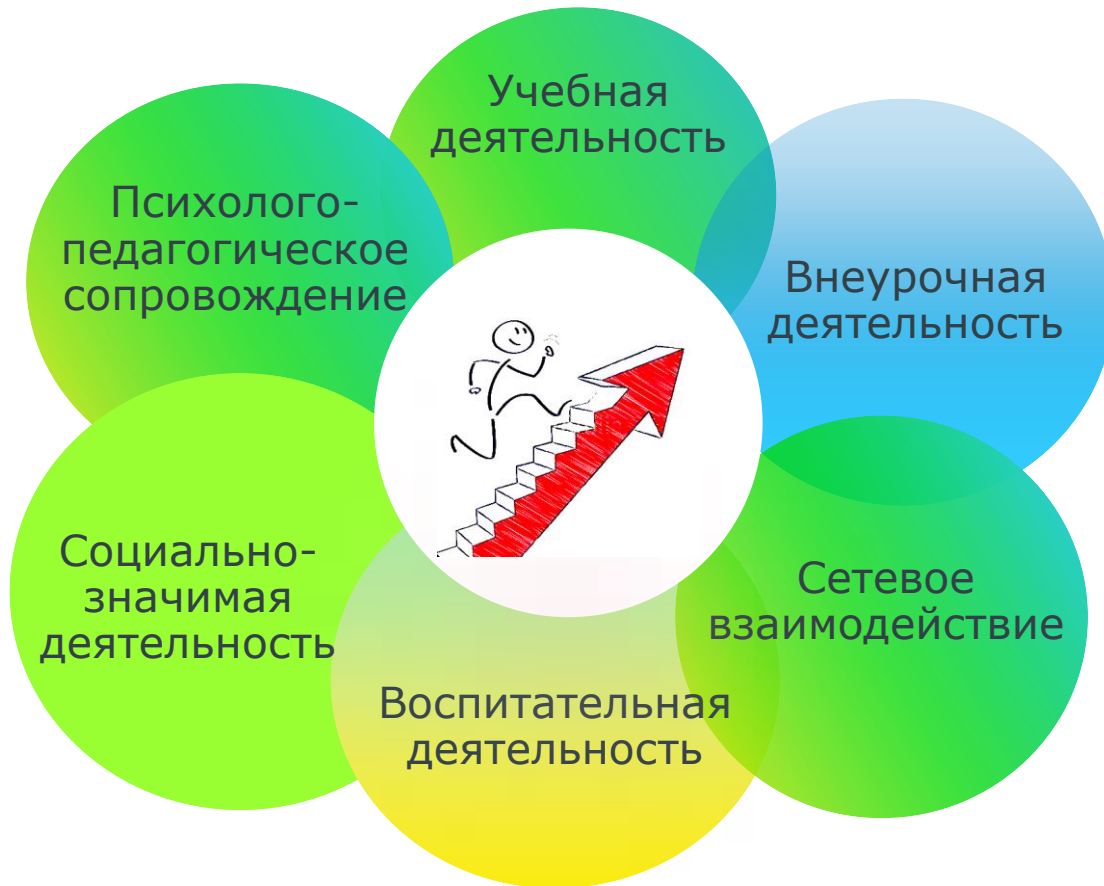 Учебная
деятельность
Психолого-
педагогическое
сопровождение
Внеурочная
деятельность
Социально-
значимая
деятельность
Сетевое
взаимодействие
Воспитательная
деятельность